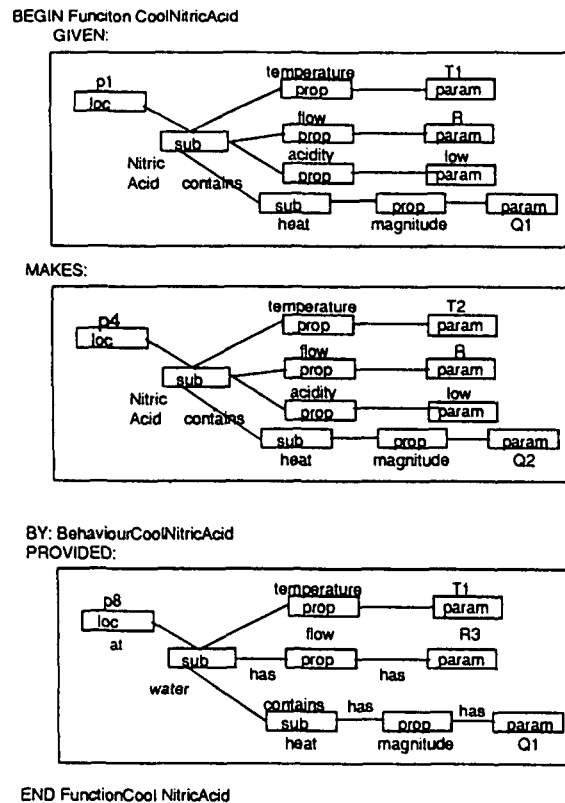 BEGIN Funciton CoolNitricAcid
GIVEN:
temperature T1
p1 prop param
loc
flow R
sub prop param
acidity low
Nitric prop param
Acid contains
sub prop param
heat magnitude Q1
MAKES:
temperature T2
p4 prop param
loc
flow R
sub prop param
acidity low
Nitric prop param
Acid contains
sub prop param
heat magnitude Q2
BY: BehaviourCoolNitricAcid
PROVIDED:
temperature T1
p8 prop param
loc
at flow R3
sub has prop has param
water
contains has has
sub prop param
heat magnitude Q1
END FunctionCool NitricAcid